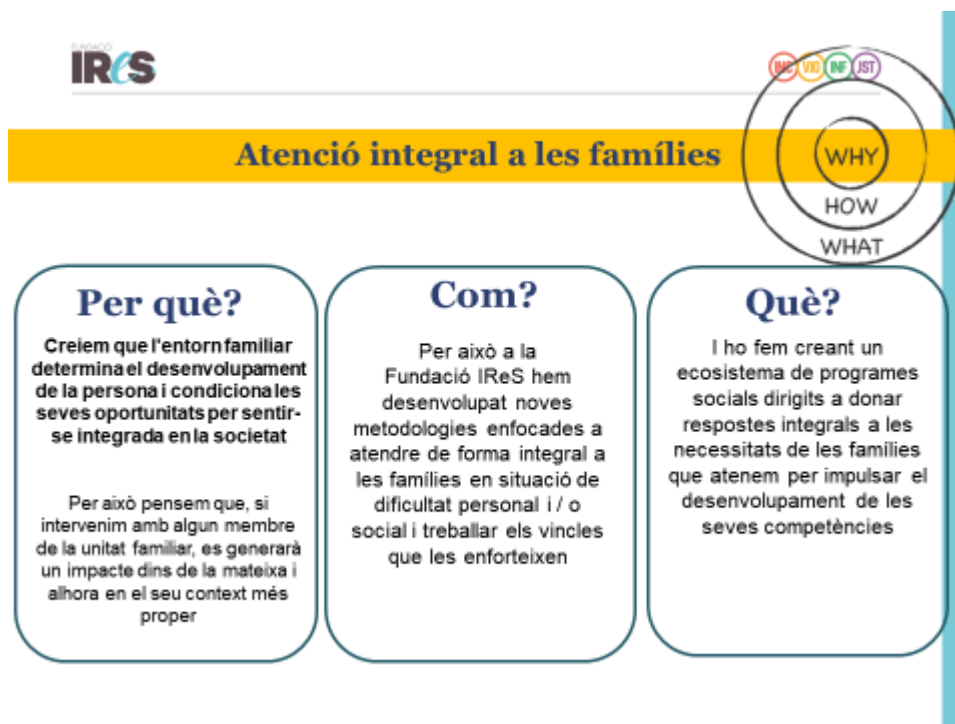 FUNDACIÓ
IReS
INC VIO INF JST
Atenció integral a les famílies
WHY
HOW
WHAT
Per què?
Creiem que l'entorn familiar
determina el desenvolupament
de la persona i condiciona les
seves oportunitats per sentir-
se integrada en la societat
Per això pensem que, si
intervenim amb algun membre
de la unitat familiar, es generarà
un impacte dins de la mateixa i
alhora en el seu context més
proper
Com?
Per això a la
Fundació IReS hem
desenvolupat noves
metodologies enfocades a
atendre de forma integral a
les famílies en situació de
dificultat personal i / o
social i treballar els vincles
que les enforteixen
Què?
I ho fem creant un
ecosistema de programes
socials dirigits a donar
respostes integrals a les
necessitats de les famílies
que atenem per impulsar el
desenvolupament de les
seves competències